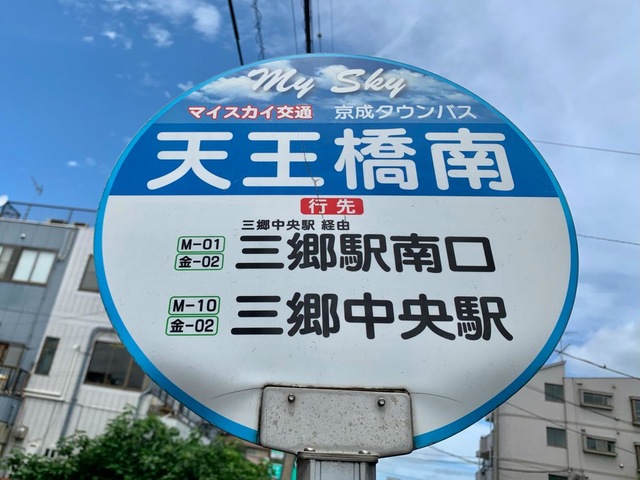 My Sky
マイスカイ交通 京成タウンバス
天王橋南
行先
三郷中央駅 経由
M-01 三郷駅南口
金-02
M-10 三郷中央駅
金-02